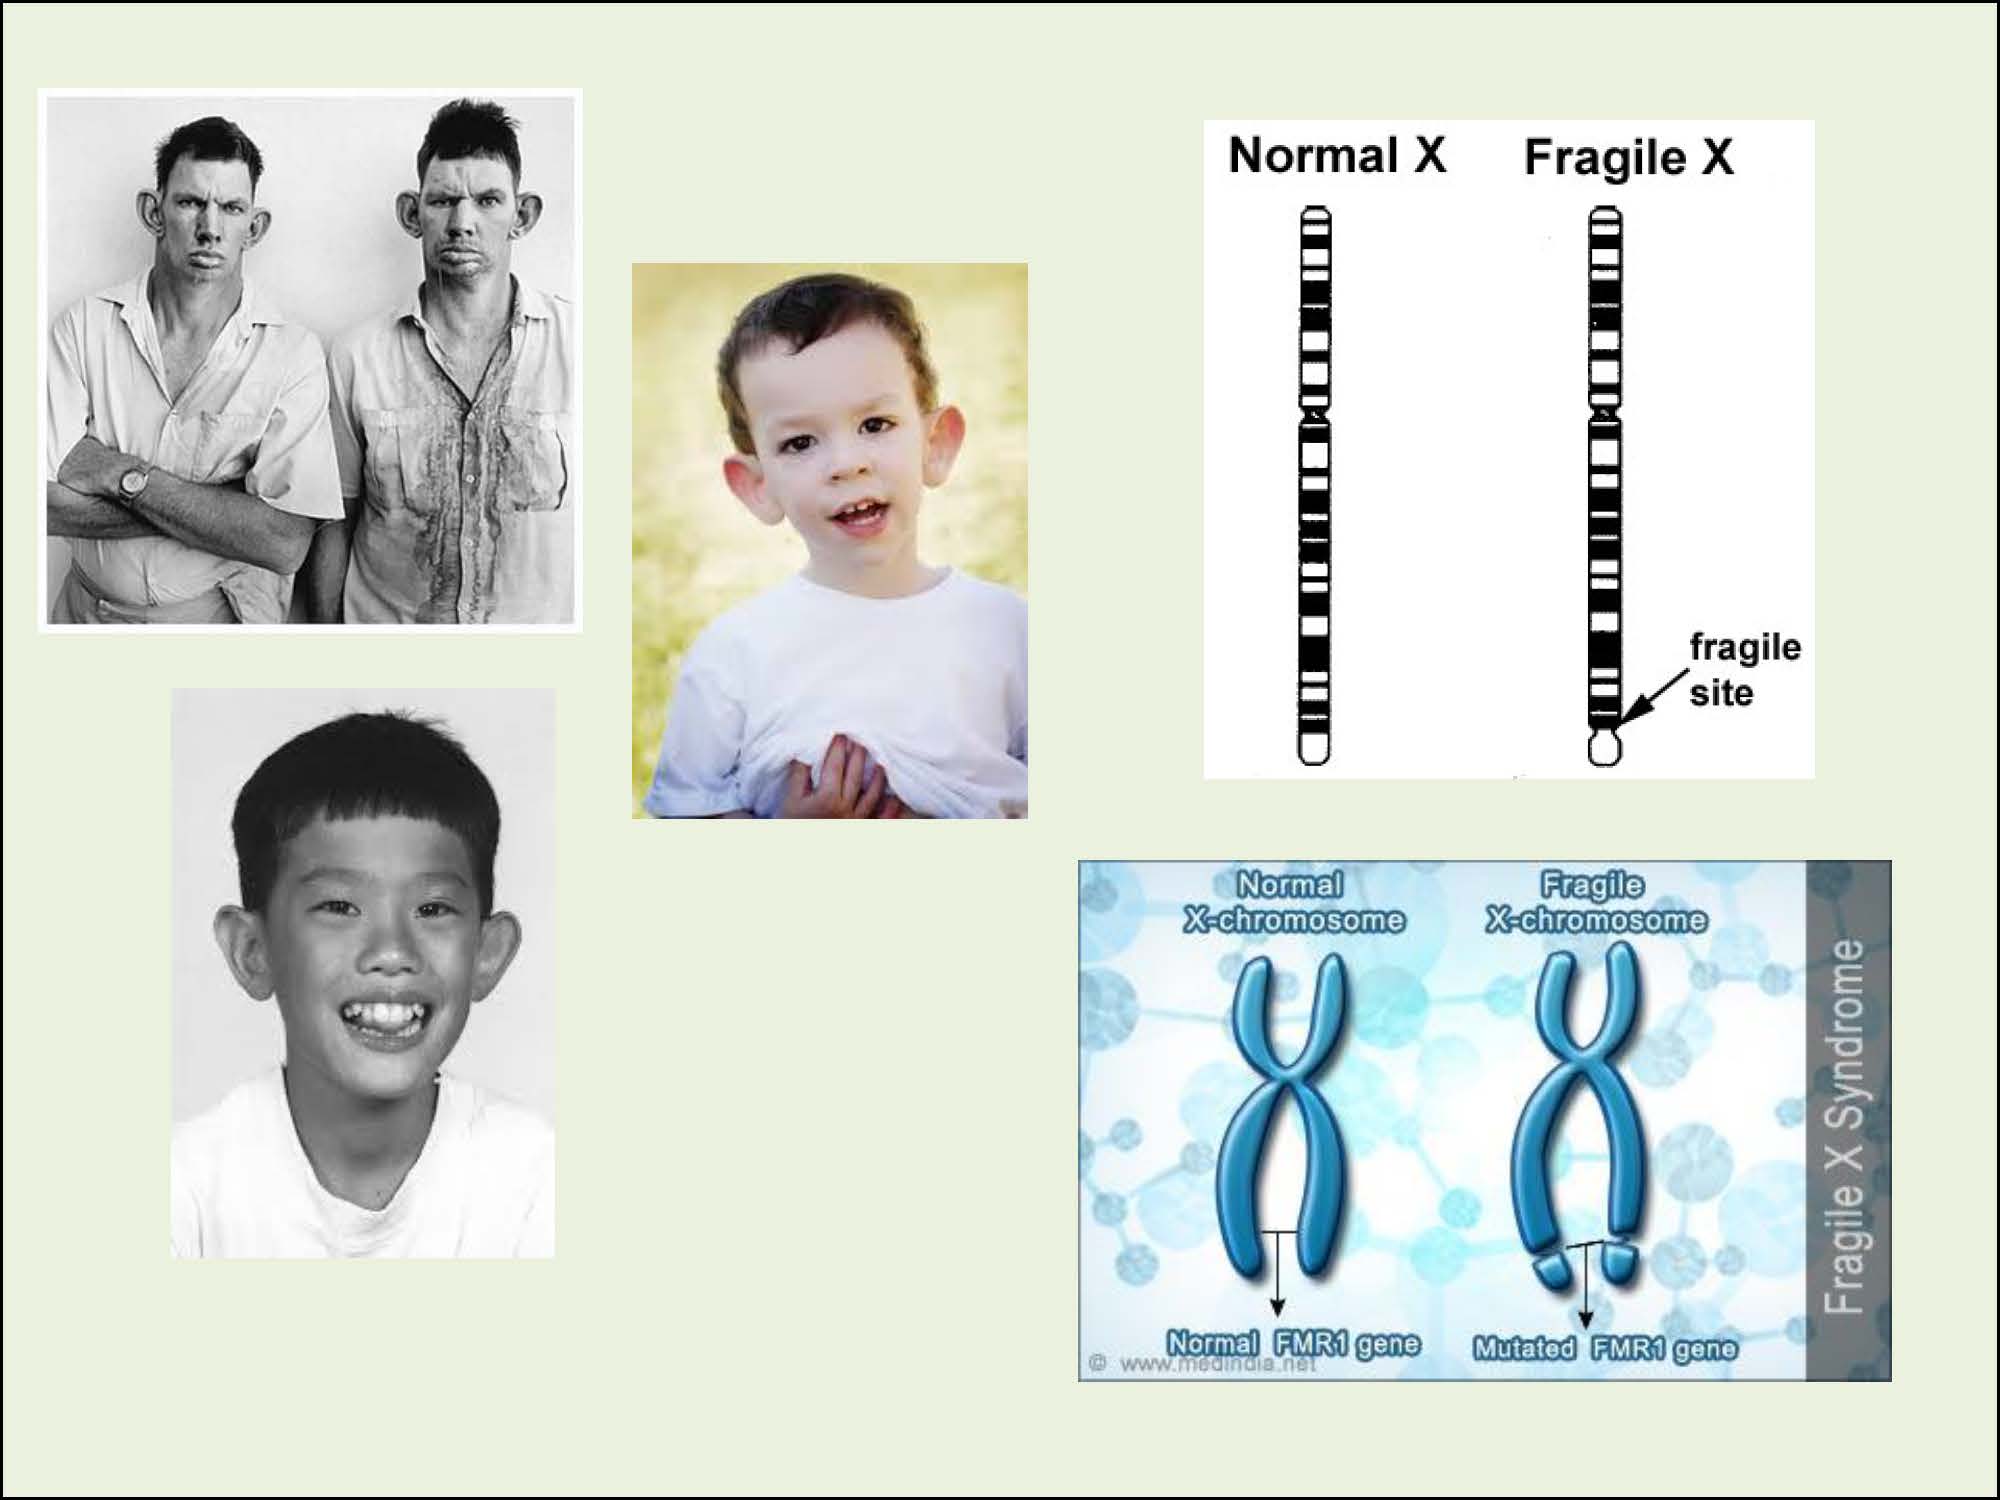 Normal X
Fragile X
fragile
site
Normal
X-chromosome
Fragile
X-chromosome
Normal FMR1 gene
Mutated FMR1 gene
© www.medindia.net
Fragile X Syndrome